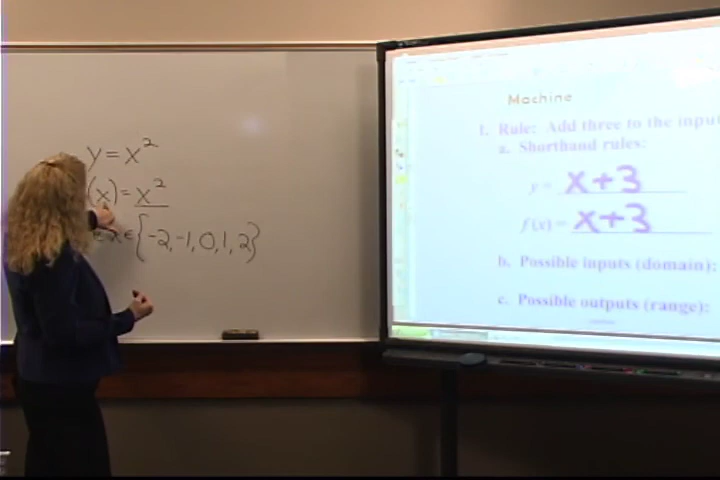 y = x²
(x) = x²
x ∈ {-2, -1, 0, 1, 2}
Machine
1. Rule: Add three to the input
a. Shorthand rules:
y = x+3
f(x) = x+3
b. Possible inputs (domain):
c. Possible outputs (range):